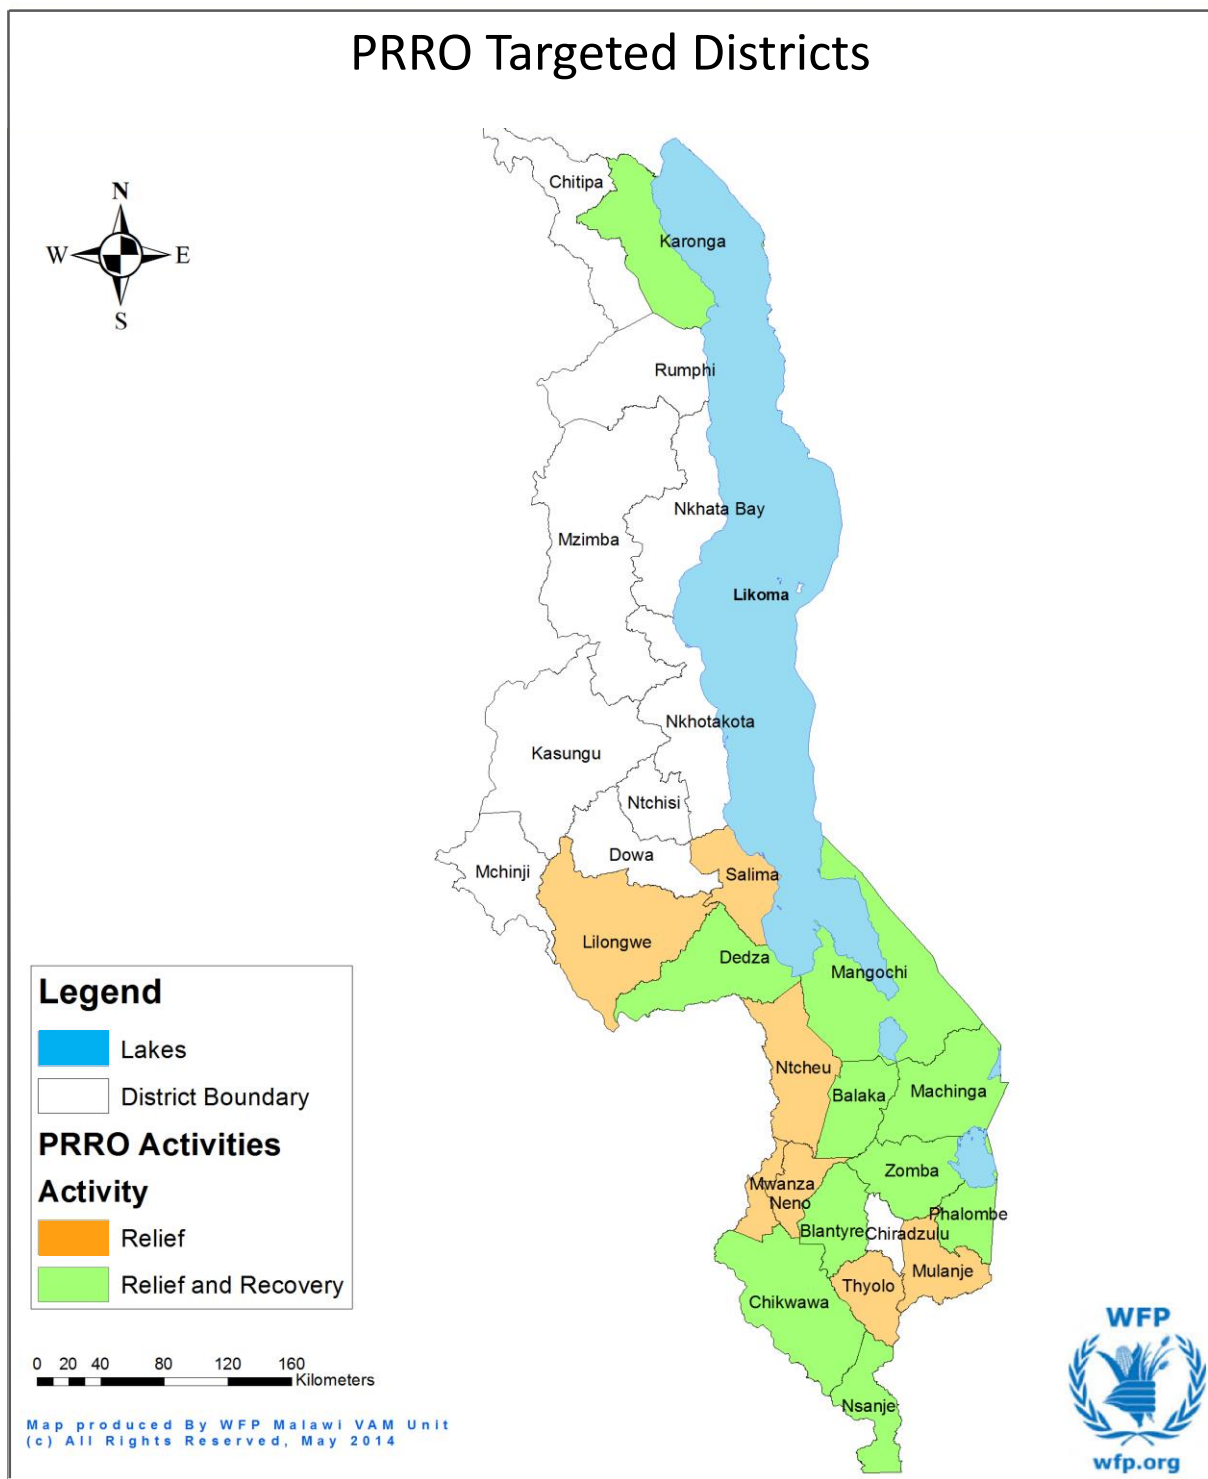 PRRO Targeted Districts
N
W E
S
Chitipa
Karonga
Rumphi
Nkhata Bay
Mzimba
Likoma
Nkhotakota
Kasungu
Ntchisi
Dowa
Mchinji
Salima
Lilongwe
Dedza
Mangochi
Ntcheu
Balaka
Machinga
Zomba
Mwanza
Neno
Phalombe
Blantyre
Chiradzulu
Mulanje
Thyolo
Chikwawa
Nsanje
Legend
Lakes
District Boundary
PRRO Activities
Activity
Relief
Relief and Recovery
0 20 40 80 120 160
Kilometers
Map produced By WFP Malawi VAM Unit
(c) All Rights Reserved, May 2014
WFP
wfp.org